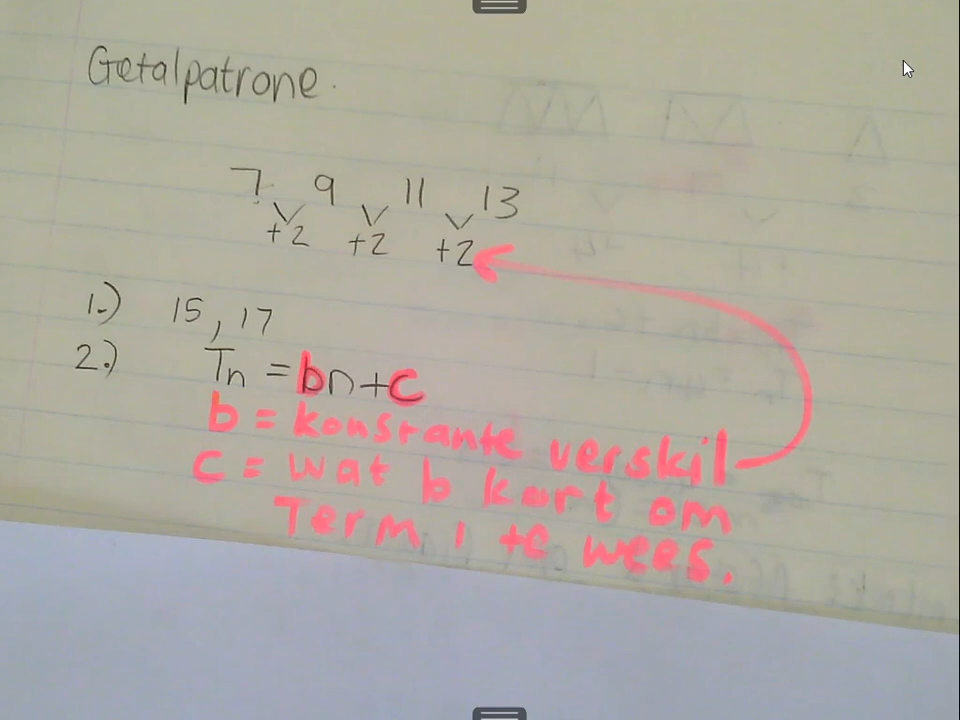 Getalpatrone.
7 9 11 13
+2 +2 +2
1.) 15, 17
2.) Tn = bn+c
b = konstante verskil
c = wat b kort om
Term 1 te wees.